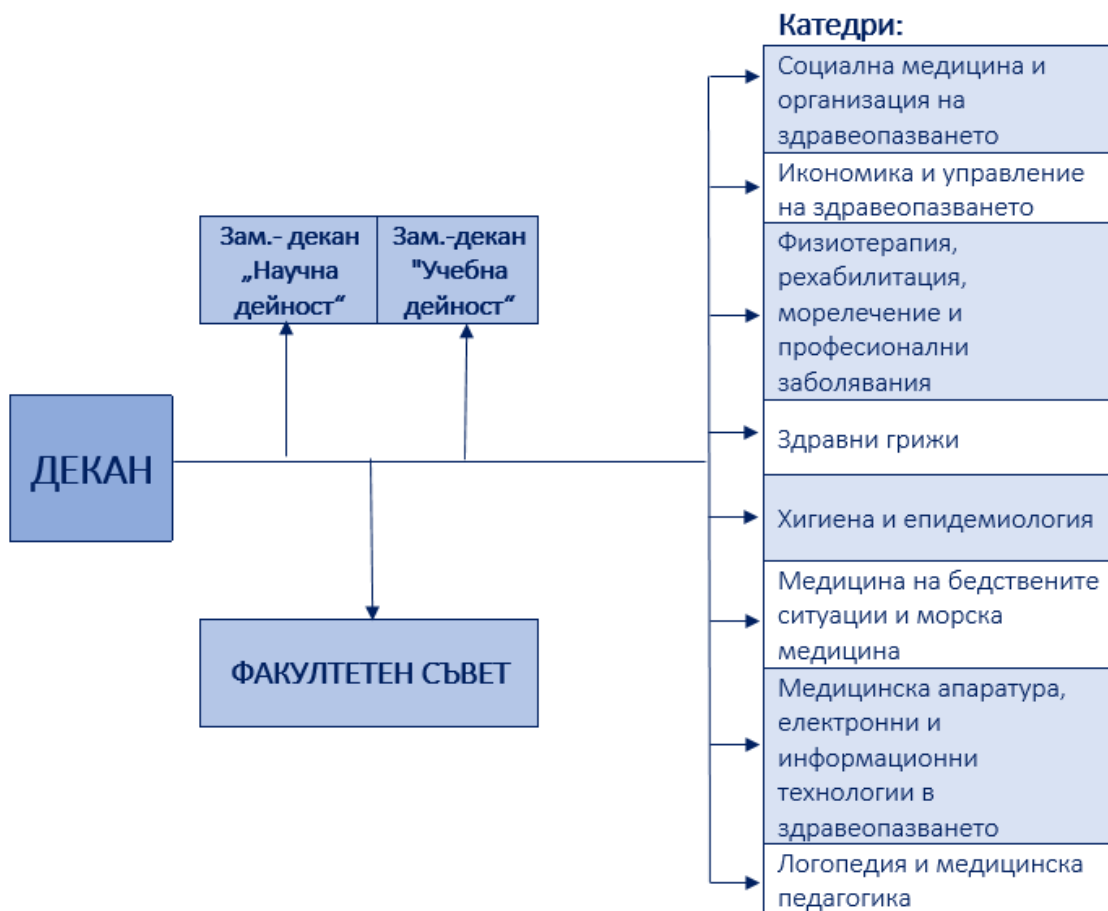 Катедри:
Социална медицина и
организация на
здравеопазването
Икономика и управление
на здравеопазването
Физиотерапия,
рехабилитация,
морелечение и
професионални
заболявания
Здравни грижи
Хигиена и епидемиология
Медицина на бедствените
ситуации и морска
медицина
Медицинска апаратура,
електронни и
информационни
технологии в
здравеопазването
Логопедия и медицинска
педагогика
Зам.- декан
„Научна
дейност“
Зам.-декан
"Учебна
дейност“
ДЕКАН
ФАКУЛТЕТЕН СЪВЕТ